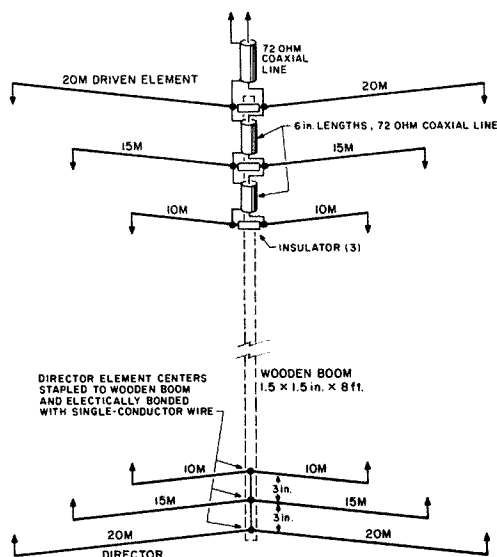 72 OHM
COAXIAL
LINE
20M DRIVEN ELEMENT
20M
6 in. LENGTHS, 72 OHM COAXIAL LINE
15M
15M
10M
10M
INSULATOR (3)
WOODEN BOOM
1.5 × 1.5 in. × 8 ft.
DIRECTOR ELEMENT CENTERS
STAPLED TO WOODEN BOOM
AND ELECTICALLY BONDED
WITH SINGLE-CONDUCTOR WIRE
10M
10M
3 in.
15M
15M
3 in.
20M
20M
DIRECTOR